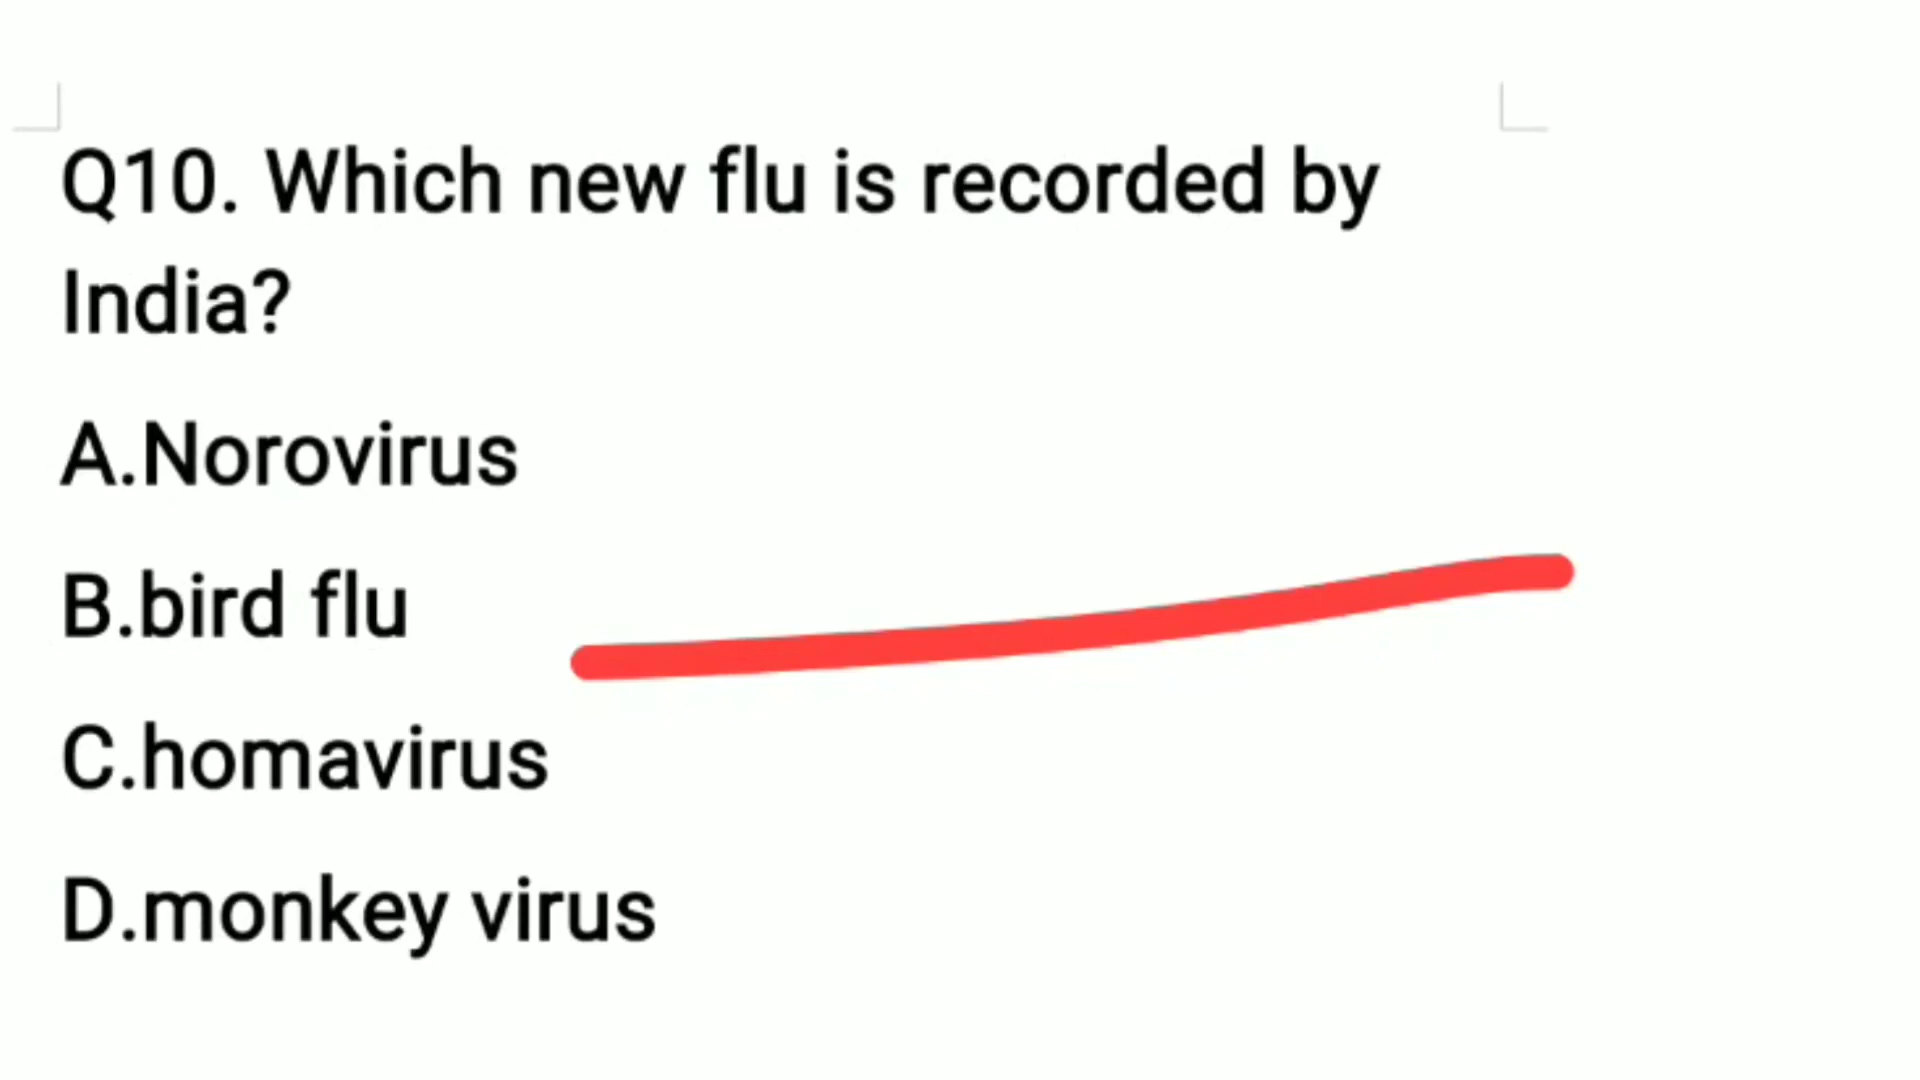 Q10. Which new flu is recorded by
India?
A.Norovirus
B.bird flu
C.homavirus
D.monkey virus